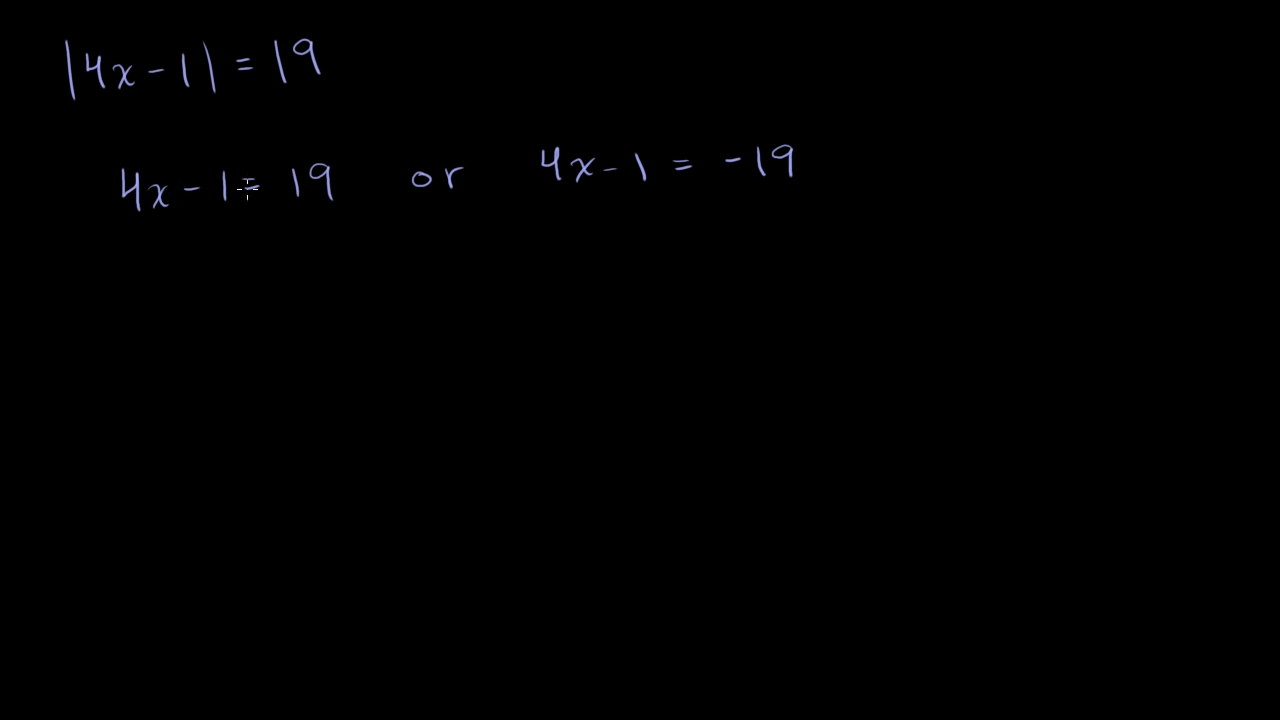 |4x - 1| = 19
4x - 1 = 19 or 4x - 1 = -19